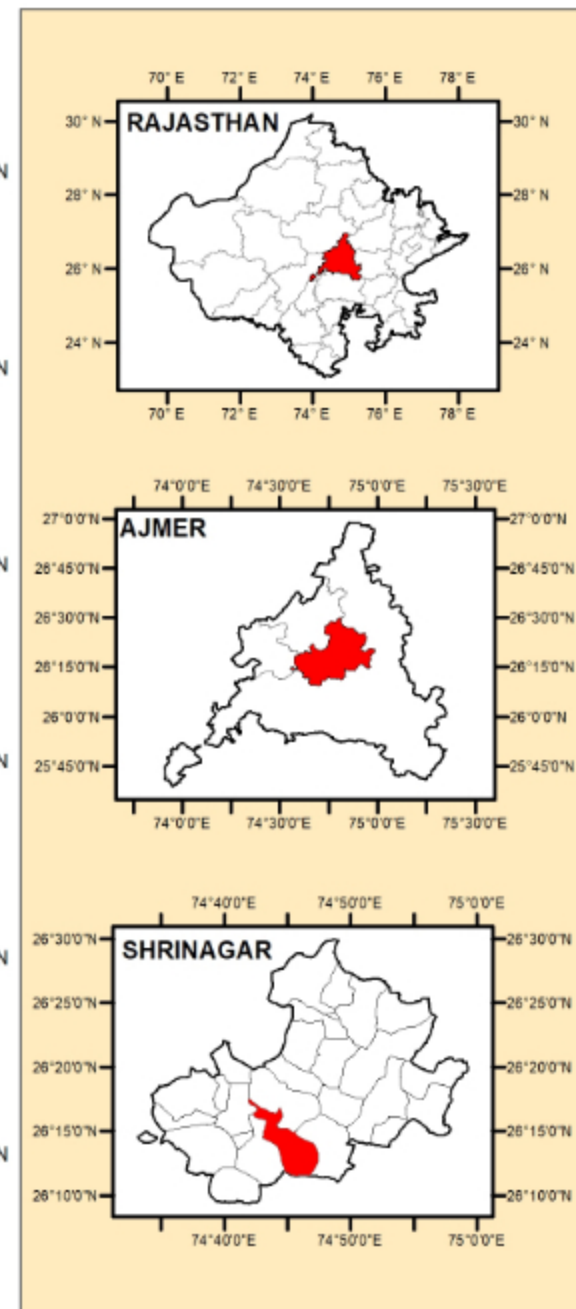 70° E 72° E 74° E 76° E 78° E
RAJASTHAN
30° N 30° N
N
28° N 28° N
26° N 26° N
24° N 24° N
N
70° E 72° E 74° E 76° E 78° E
74°0'0"E 74°30'0"E 75°0'0"E 75°30'0"E
27°0'0"N 27°0'0"N
AJMER
N
26°45'0"N 26°45'0"N
26°30'0"N 26°30'0"N
26°15'0"N 26°15'0"N
26°0'0"N 26°0'0"N
N
25°45'0"N 25°45'0"N
74°0'0"E 74°30'0"E 75°0'0"E 75°30'0"E
74°40'0"E 74°50'0"E 75°0'0"E
26°30'0"N 26°30'0"N
SHRINAGAR
N
26°25'0"N 26°25'0"N
26°20'0"N 26°20'0"N
26°15'0"N 26°15'0"N
N
26°10'0"N 26°10'0"N
74°40'0"E 74°50'0"E 75°0'0"E